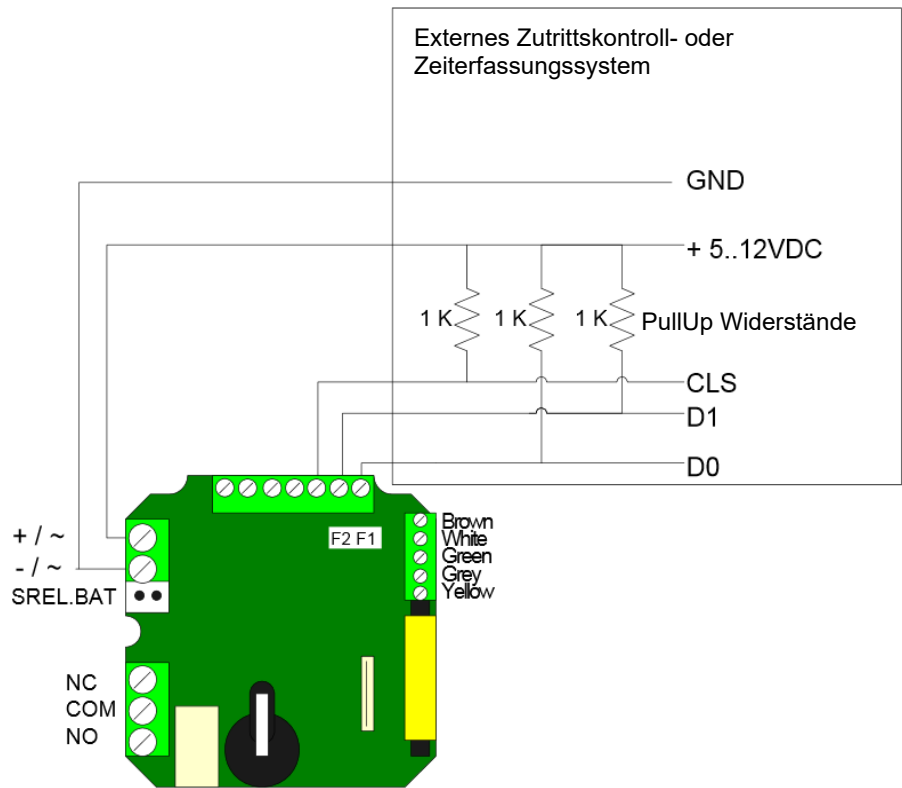 Externes Zutrittskontroll- oder
Zeiterfassungssystem
GND
+ 5..12VDC
1 K 1 K 1 K PullUp Widerstände
CLS
D1
D0
+ / ~
- / ~
SREL.BAT
F2 F1
Brown
White
Green
Grey
Yellow
NC
COM
NO